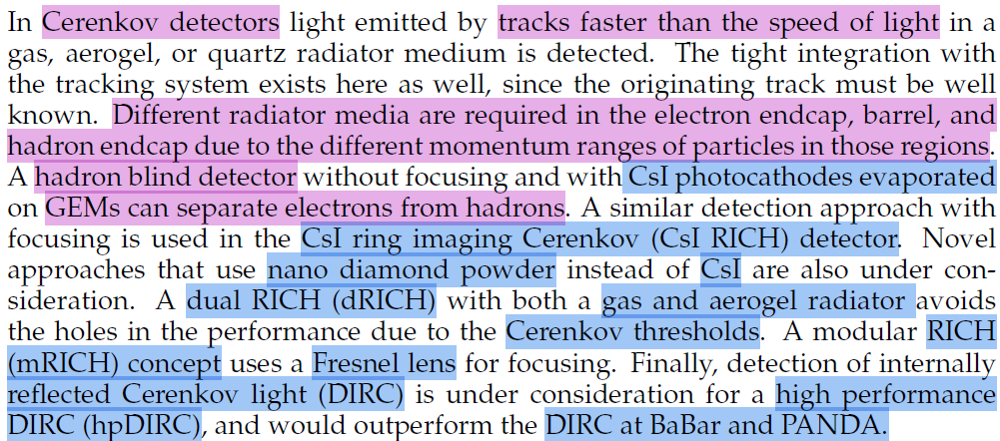 In Cerenkov detectors light emitted by tracks faster than the speed of light in a
gas, aerogel, or quartz radiator medium is detected. The tight integration with
the tracking system exists here as well, since the originating track must be well
known. Different radiator media are required in the electron endcap, barrel, and
hadron endcap due to the different momentum ranges of particles in those regions.
A hadron blind detector without focusing and with CsI photocathodes evaporated
on GEMs can separate electrons from hadrons. A similar detection approach with
focusing is used in the CsI ring imaging Cerenkov (CsI RICH) detector. Novel
approaches that use nano diamond powder instead of CsI are also under con-
sideration. A dual RICH (dRICH) with both a gas and aerogel radiator avoids
the holes in the performance due to the Cerenkov thresholds. A modular RICH
(mRICH) concept uses a Fresnel lens for focusing. Finally, detection of internally
reflected Cerenkov light (DIRC) is under consideration for a high performance
DIRC (hpDIRC), and would outperform the DIRC at BaBar and PANDA.